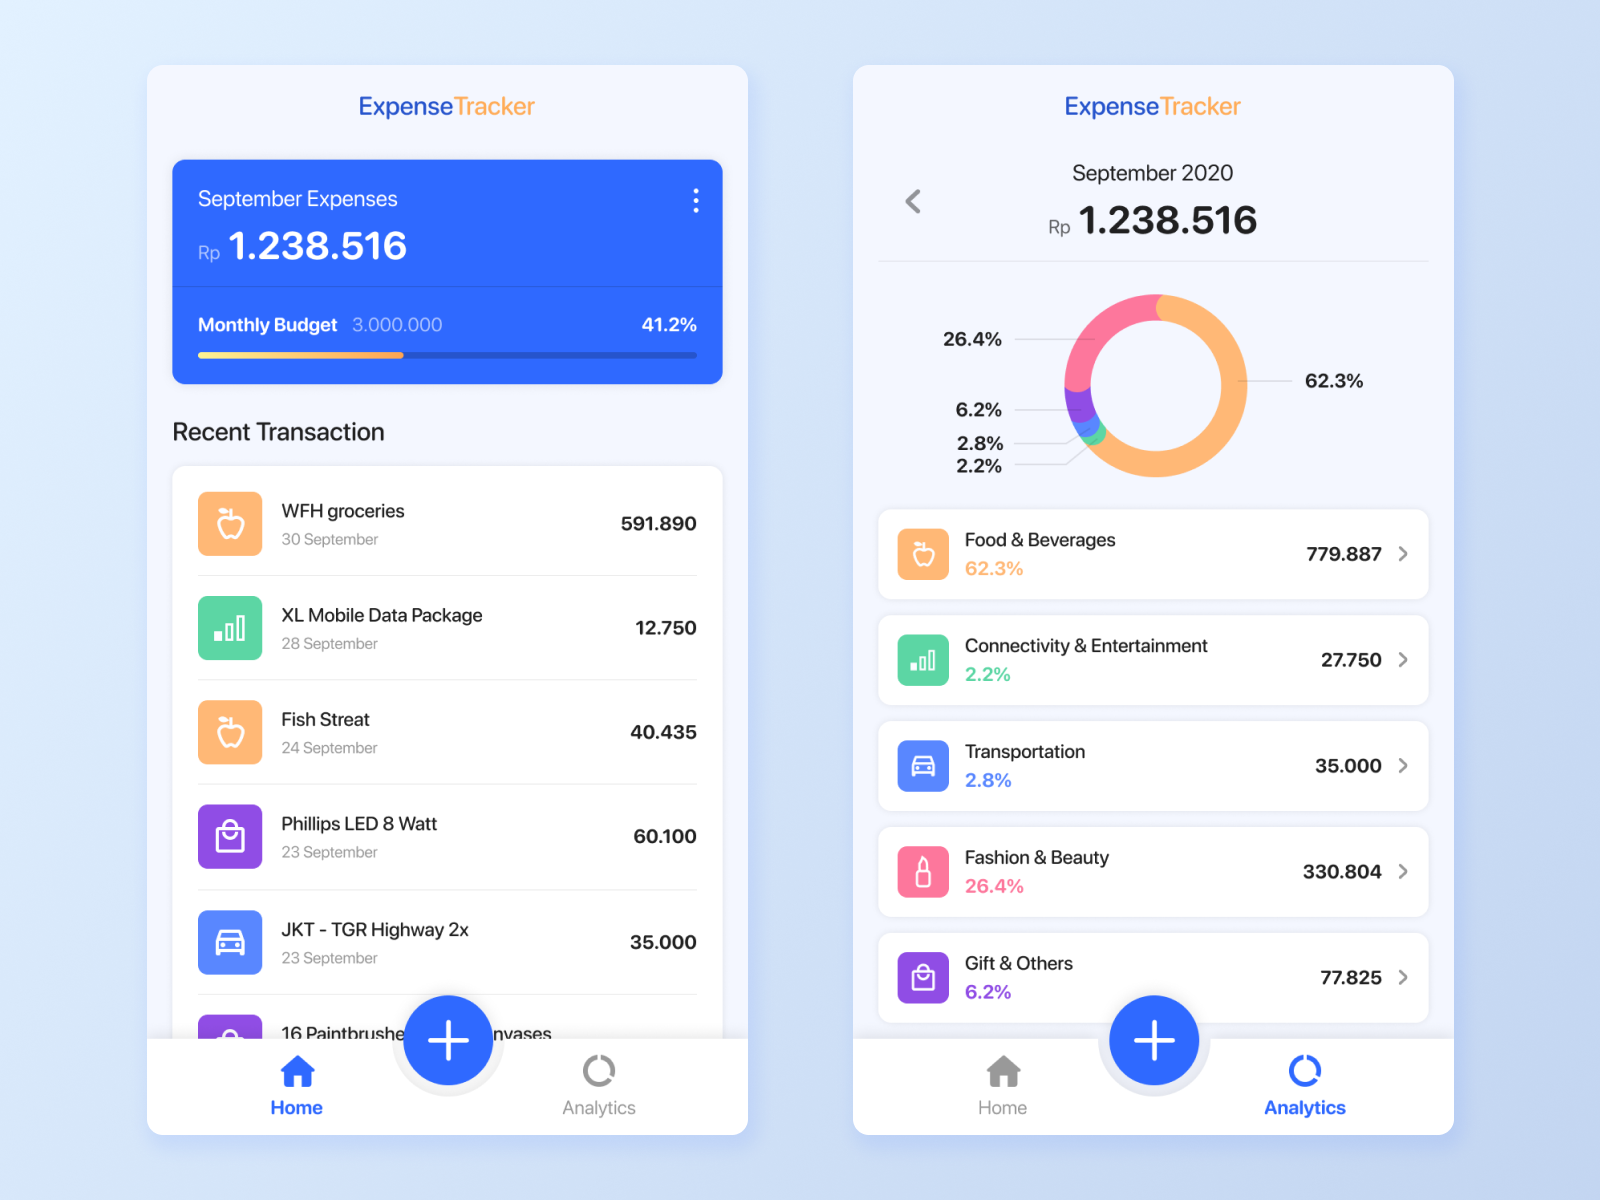 ExpenseTracker
September Expenses
Rp 1.238.516
Monthly Budget 3.000.000 41.2%
Recent Transaction
WFH groceries
30 September
591.890
XL Mobile Data Package
28 September
12.750
Fish Streat
24 September
40.435
Phillips LED 8 Watt
23 September
60.100
JKT - TGR Highway 2x
23 September
35.000
16 Paintbrushe nvases
Home
Analytics
ExpenseTracker
September 2020
Rp 1.238.516
26.4%
62.3%
6.2%
2.8%
2.2%
Food & Beverages
62.3%
779.887
Connectivity & Entertainment
2.2%
27.750
Transportation
2.8%
35.000
Fashion & Beauty
26.4%
330.804
Gift & Others
6.2%
77.825
Home
Analytics